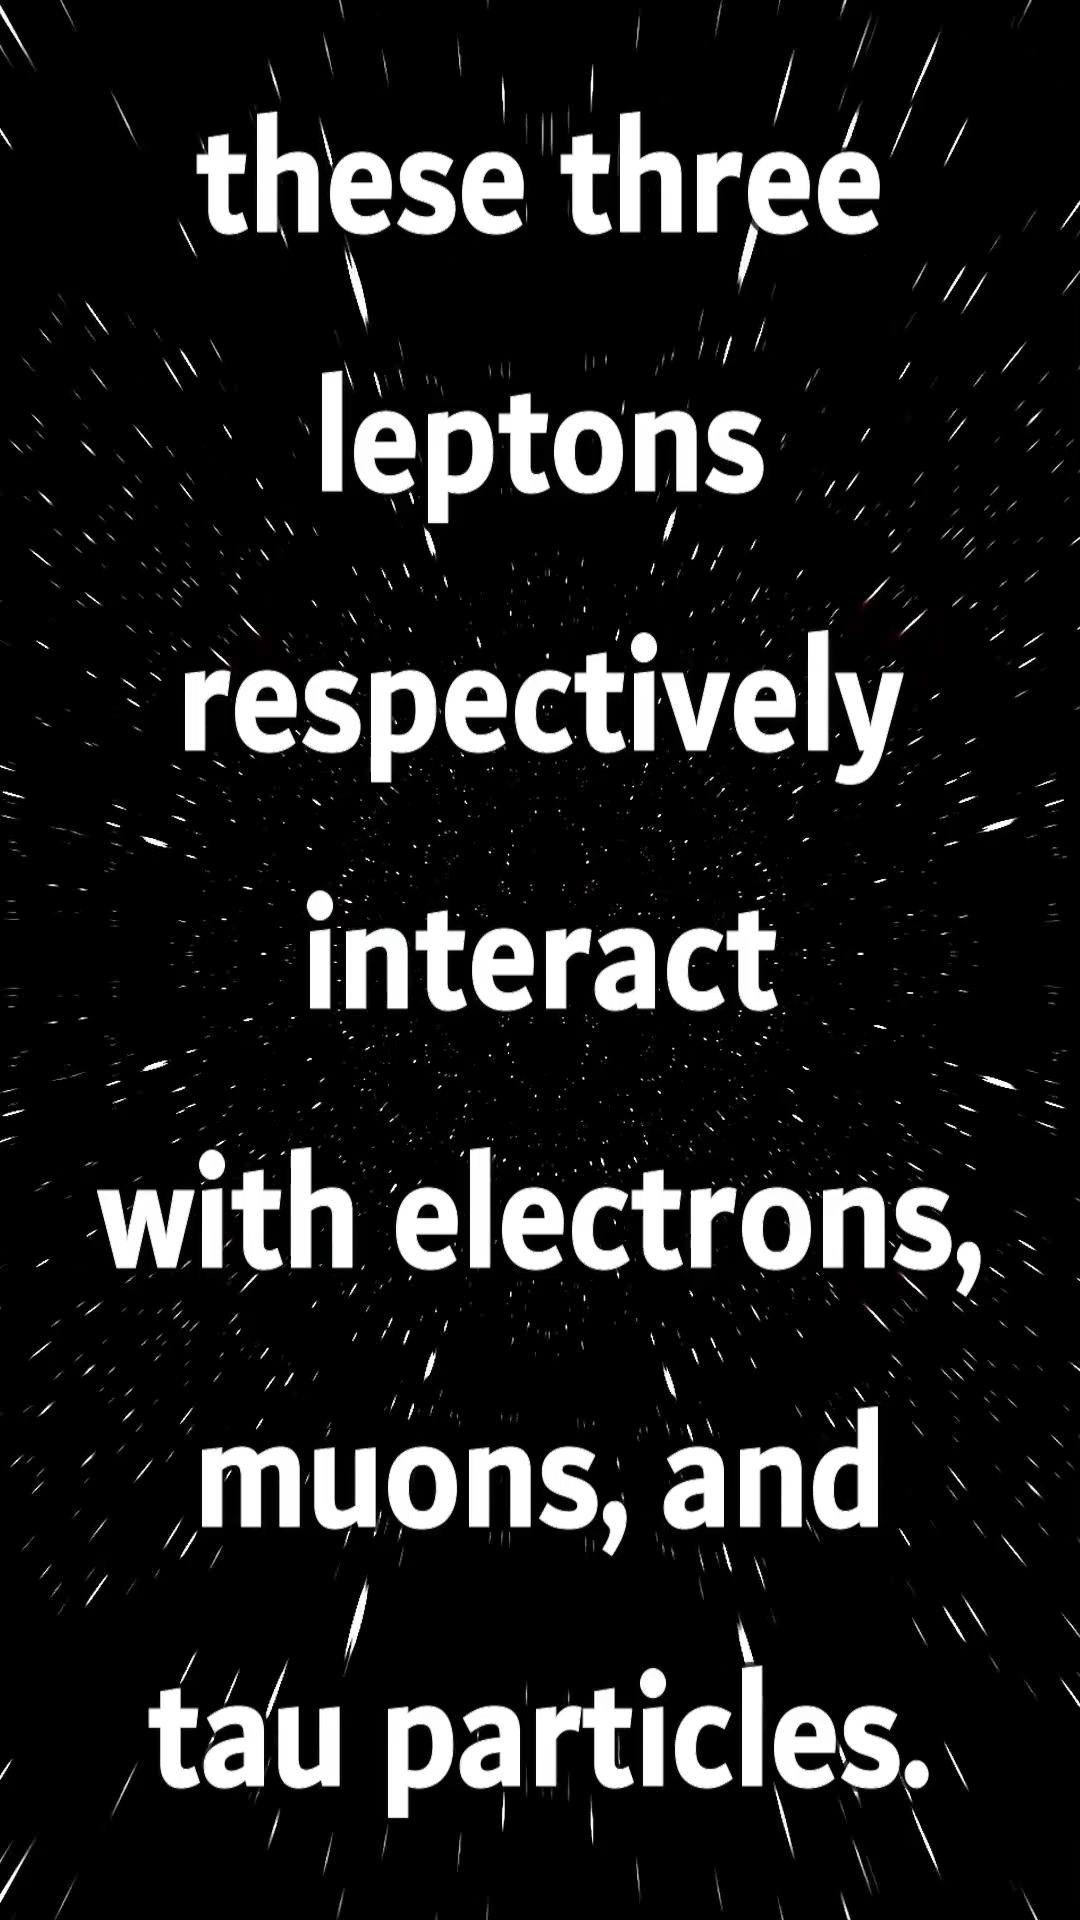 these three
leptons
respectively
interact
with electrons,
muons, and
tau particles.